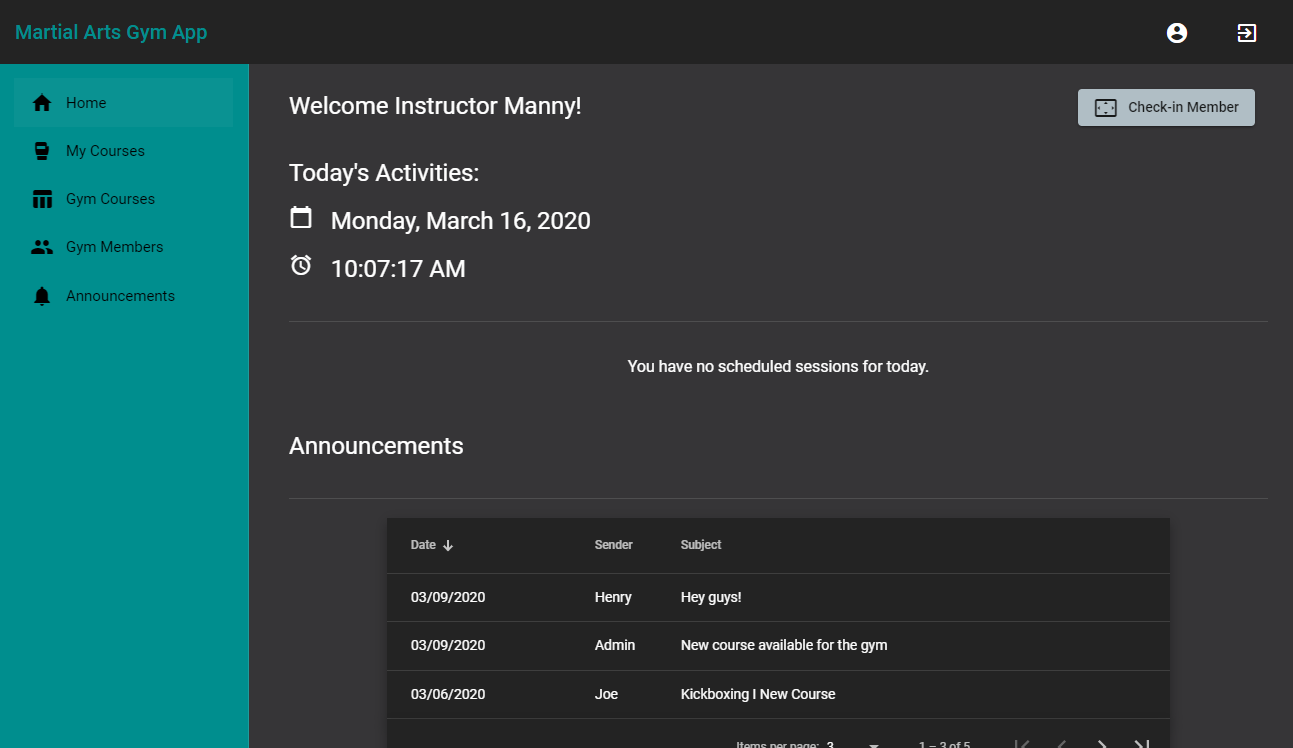 Martial Arts Gym App
Home
My Courses
Gym Courses
Gym Members
Announcements
Welcome Instructor Manny!
Check-in Member
Today's Activities:
Monday, March 16, 2020
10:07:17 AM
You have no scheduled sessions for today.
Announcements
Date Sender Subject
03/09/2020 Henry Hey guys!
03/09/2020 Admin New course available for the gym
03/06/2020 Joe Kickboxing I New Course
Items per page: 3 1 – 3 of 5